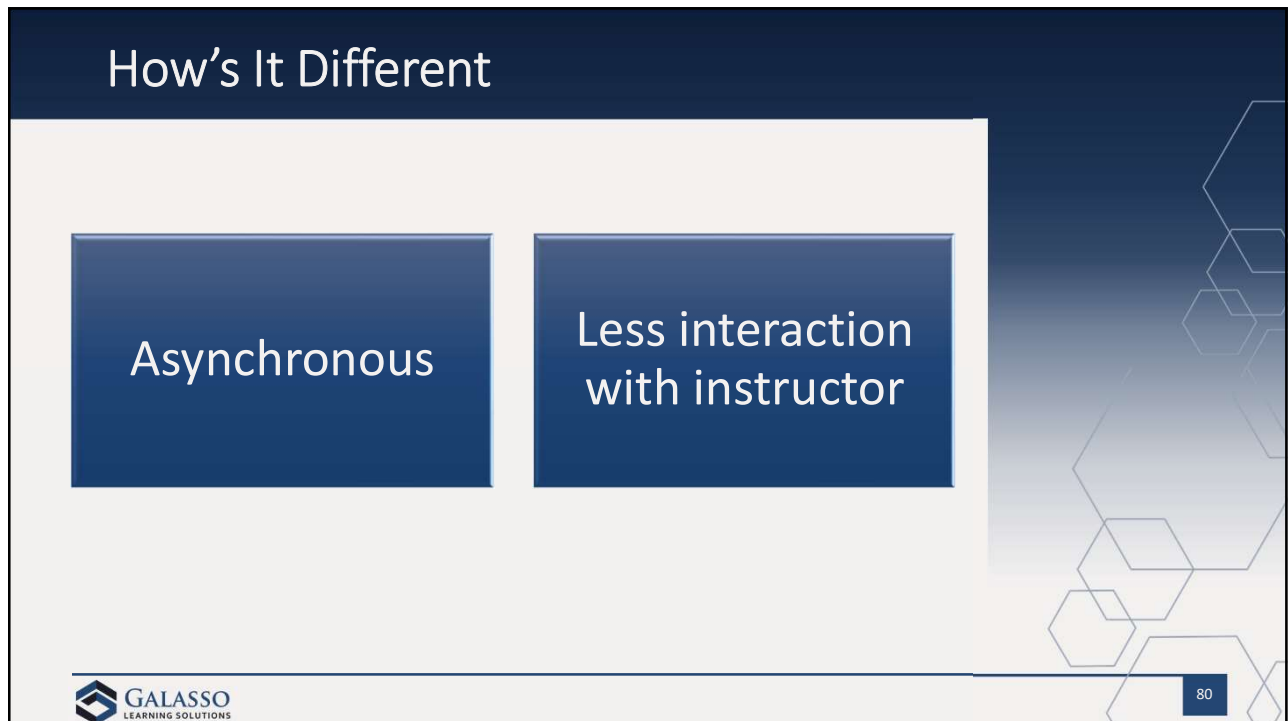 How's It Different
Asynchronous
Less interaction
with instructor
GALASSO
LEARNING SOLUTIONS
80